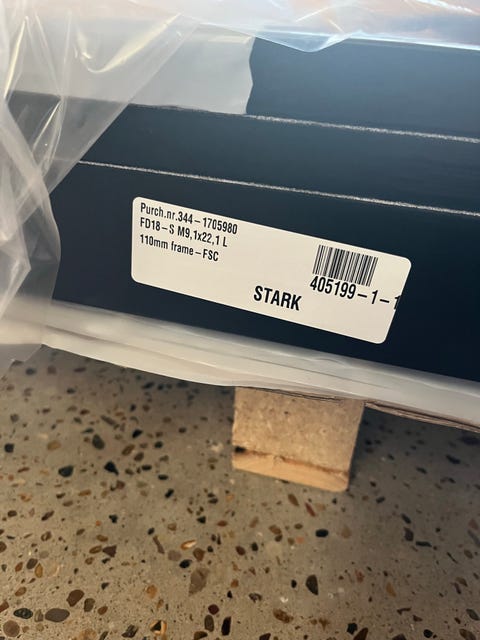 Purch.nr.344-1705980
FD18-S M9,1x22,1 L
110mm frame-FSC
405199-1-1
STARK